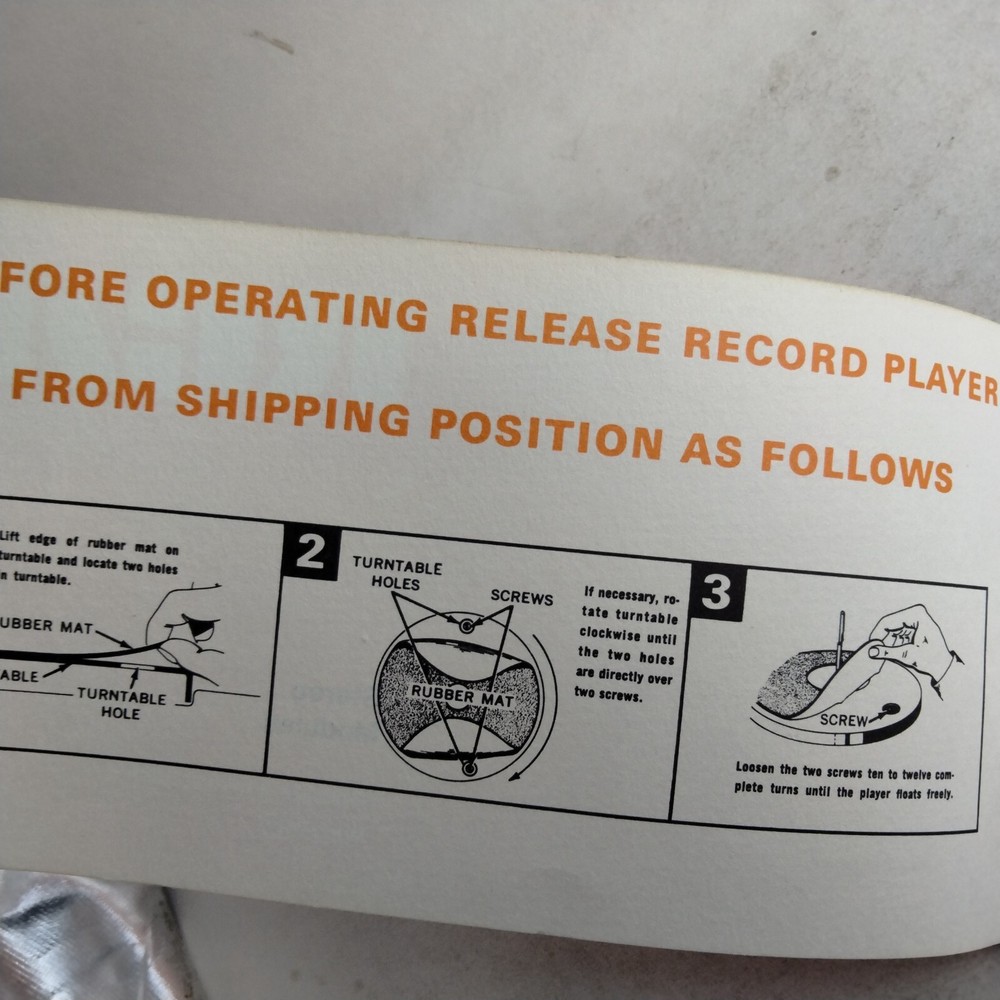 FORE OPERATING RELEASE RECORD PLAYER
FROM SHIPPING POSITION AS FOLLOWS
Lift edge of rubber mat on
turntable and locate two holes
in turntable.
UBBER MAT
ABLE
TURNTABLE
HOLE
2
TURNTABLE
HOLES
SCREWS
RUBBER MAT
If necessary, ro-
tate turntable
clockwise until
the two holes
are directly over
two screws.
3
SCREW
Loosen the two screws ten to twelve com-
plete turns until the player floats freely.